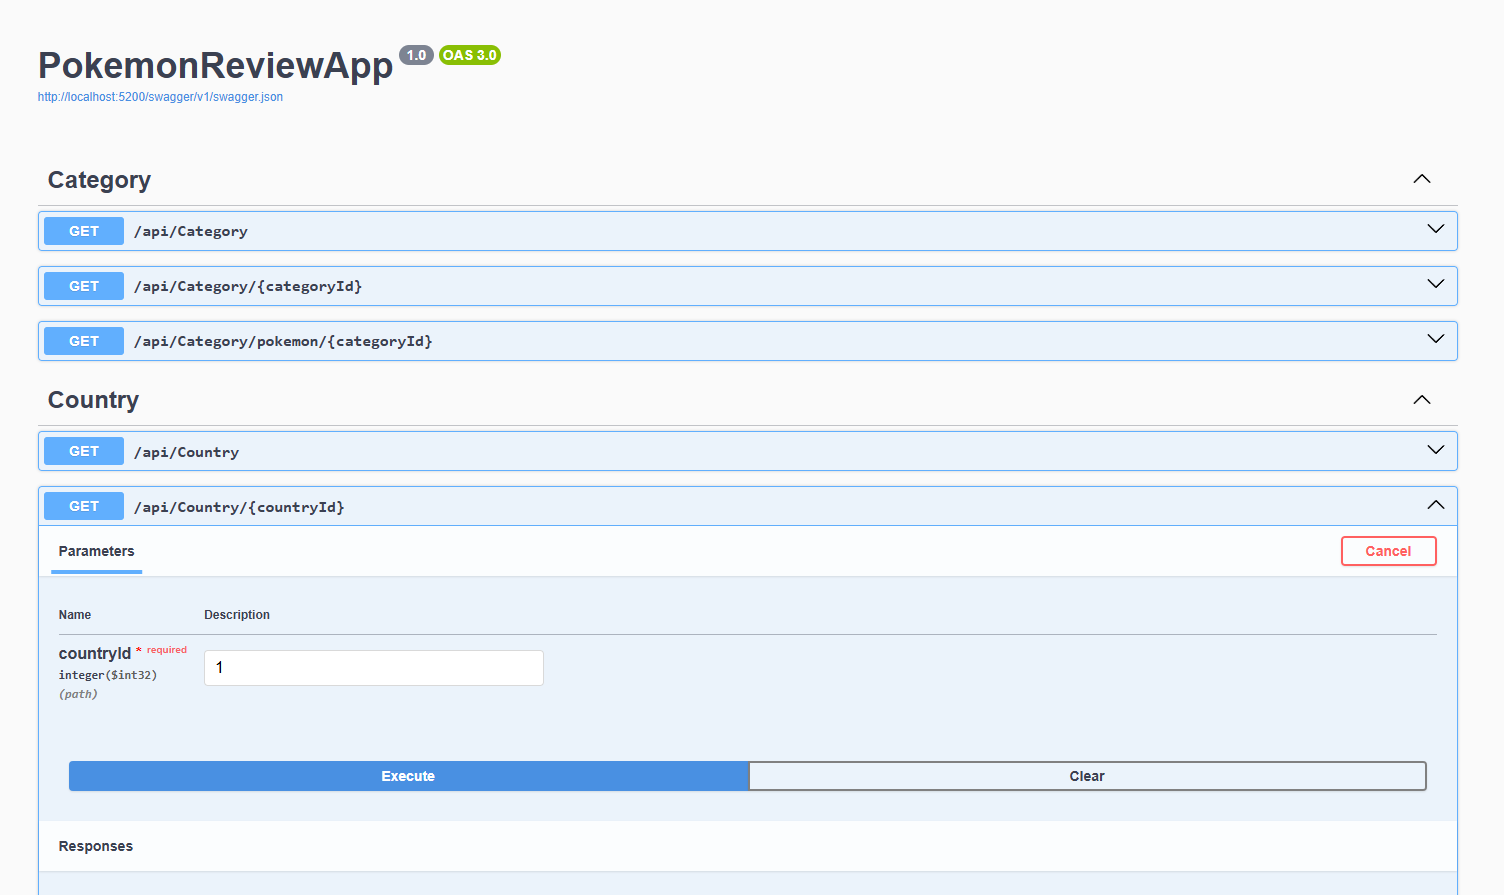 PokemonReviewApp 1.0 OAS 3.0
http://localhost:5200/swagger/v1/swagger.json
Category
GET /api/Category
GET /api/Category/{categoryId}
GET /api/Category/pokemon/{categoryId}
Country
GET /api/Country
GET /api/Country/{countryId}
Parameters Cancel
Name Description
countryId * required
1
integer($int32)
(path)
Execute Clear
Responses